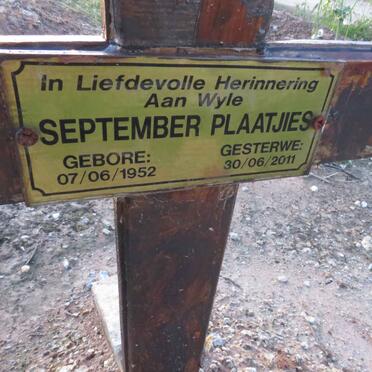 In Liefdevolle Herinnering
Aan Wyle
SEPTEMBER PLAATJIES
GEBORE:
07/06/1952
GESTERWE:
30/06/2011